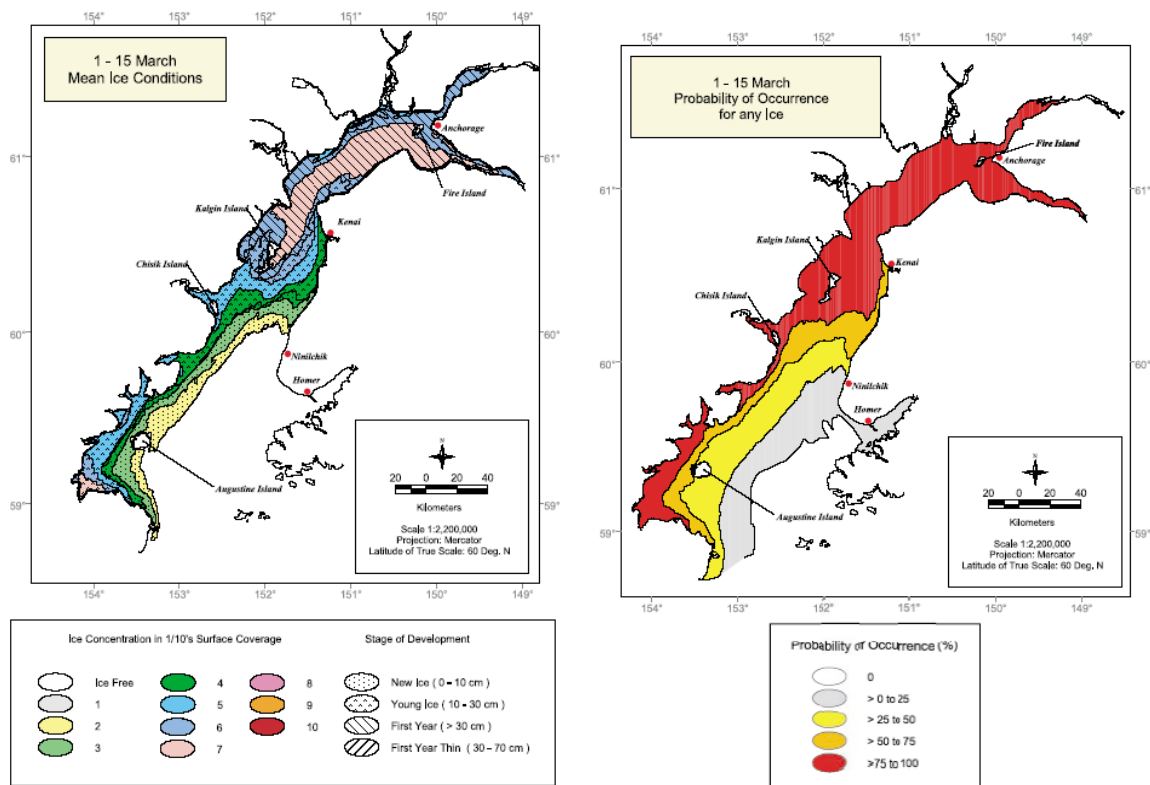 154° 153° 152° 151° 150° 149°
1 - 15 March
Mean Ice Conditions
Anchorage
61°
Fire Island
Kalgin Island
Kenai
Chisik Island
60°
Ninilchik
Homer
Augustine Island
59°
N
20 0 20 40
Kilometers
Scale 1:2,200,000
Projection: Mercator
Latitude of True Scale: 60 Deg. N
154° 153° 152° 151° 150° 149°
Ice Concentration in 1/10's Surface Coverage
Ice Free
1
2
3
4
5
6
7
8
9
10
Stage of Development
New Ice ( 0 - 10 cm )
Young Ice ( 10 - 30 cm )
First Year ( > 30 cm )
First Year Thin ( 30 - 70 cm )
154° 153° 152° 151° 150° 149°
1 - 15 March
Probability of Occurrence
for any Ice
Fire Island
Anchorage
61°
61°
Kalgin Island
Kenai
Chisik Island
60°
60°
Ninilchik
Homer
Augustine Island
59°
59°
N
20 0 20 40
Kilometers
Scale 1:2,200,000
Projection: Mercator
Latitude of True Scale: 60 Deg, N
154° 153° 152° 151° 150° 149°
Probability of Occurrence (%)
0
> 0 to 25
> 25 to 50
> 50 to 75
>75 to 100